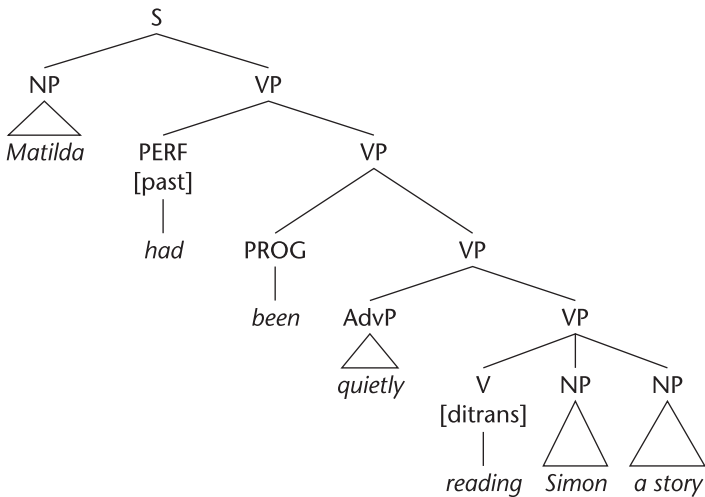 S
NP VP
Matilda PERF VP
[past]
had PROG VP
been AdvP VP
quietly V NP NP
[ditrans]
reading Simon a story